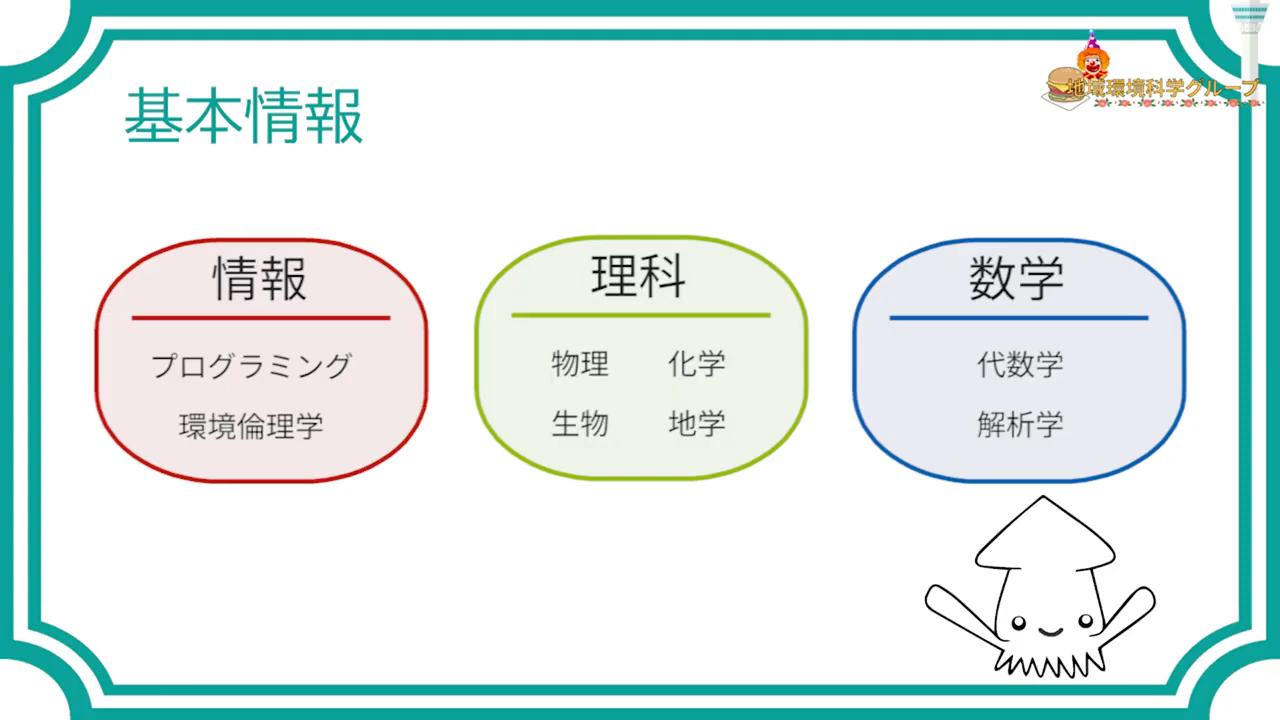 地域環境科学グループ
基本情報
情報
プログラミング
環境倫理学
理科
物理 化学
生物 地学
数学
代数学
解析学